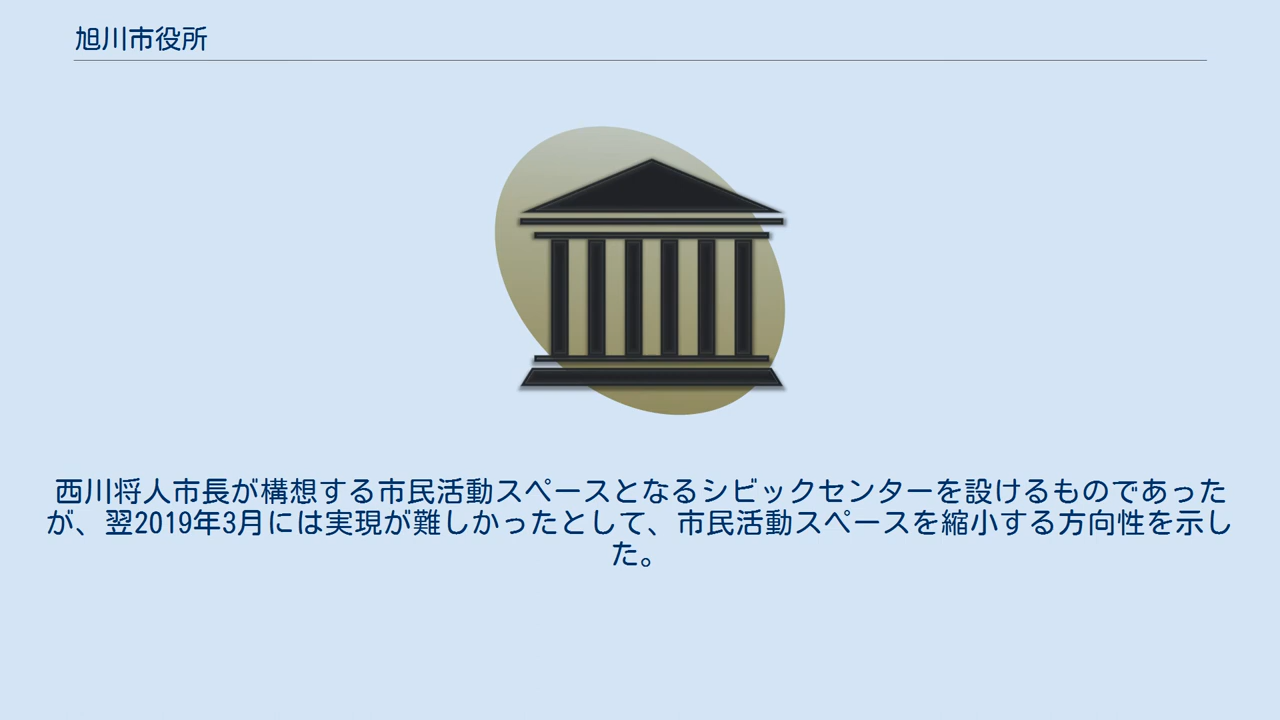 旭川市役所
西川将人市長が構想する市民活動スペースとなるシビックセンターを設けるものであった
が、翌2019年3月には実現が難しかったとして、市民活動スペースを縮小する方向性を示し
た。